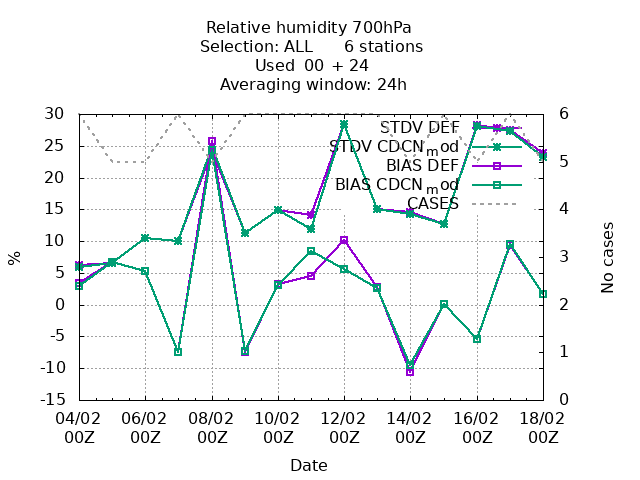 Relative humidity 700hPa
Selection: ALL 6 stations
Used 00 + 24
Averaging window: 24h
30
25
20
15
10
5
0
-5
-10
-15
6
5
4
3
2
1
0
STDV DEF
STDV CDCN_mod
BIAS DEF
BIAS CDCN_mod
CASES
%
No cases
04/02 06/02 08/02 10/02 12/02 14/02 16/02 18/02
00Z 00Z 00Z 00Z 00Z 00Z 00Z 00Z
Date